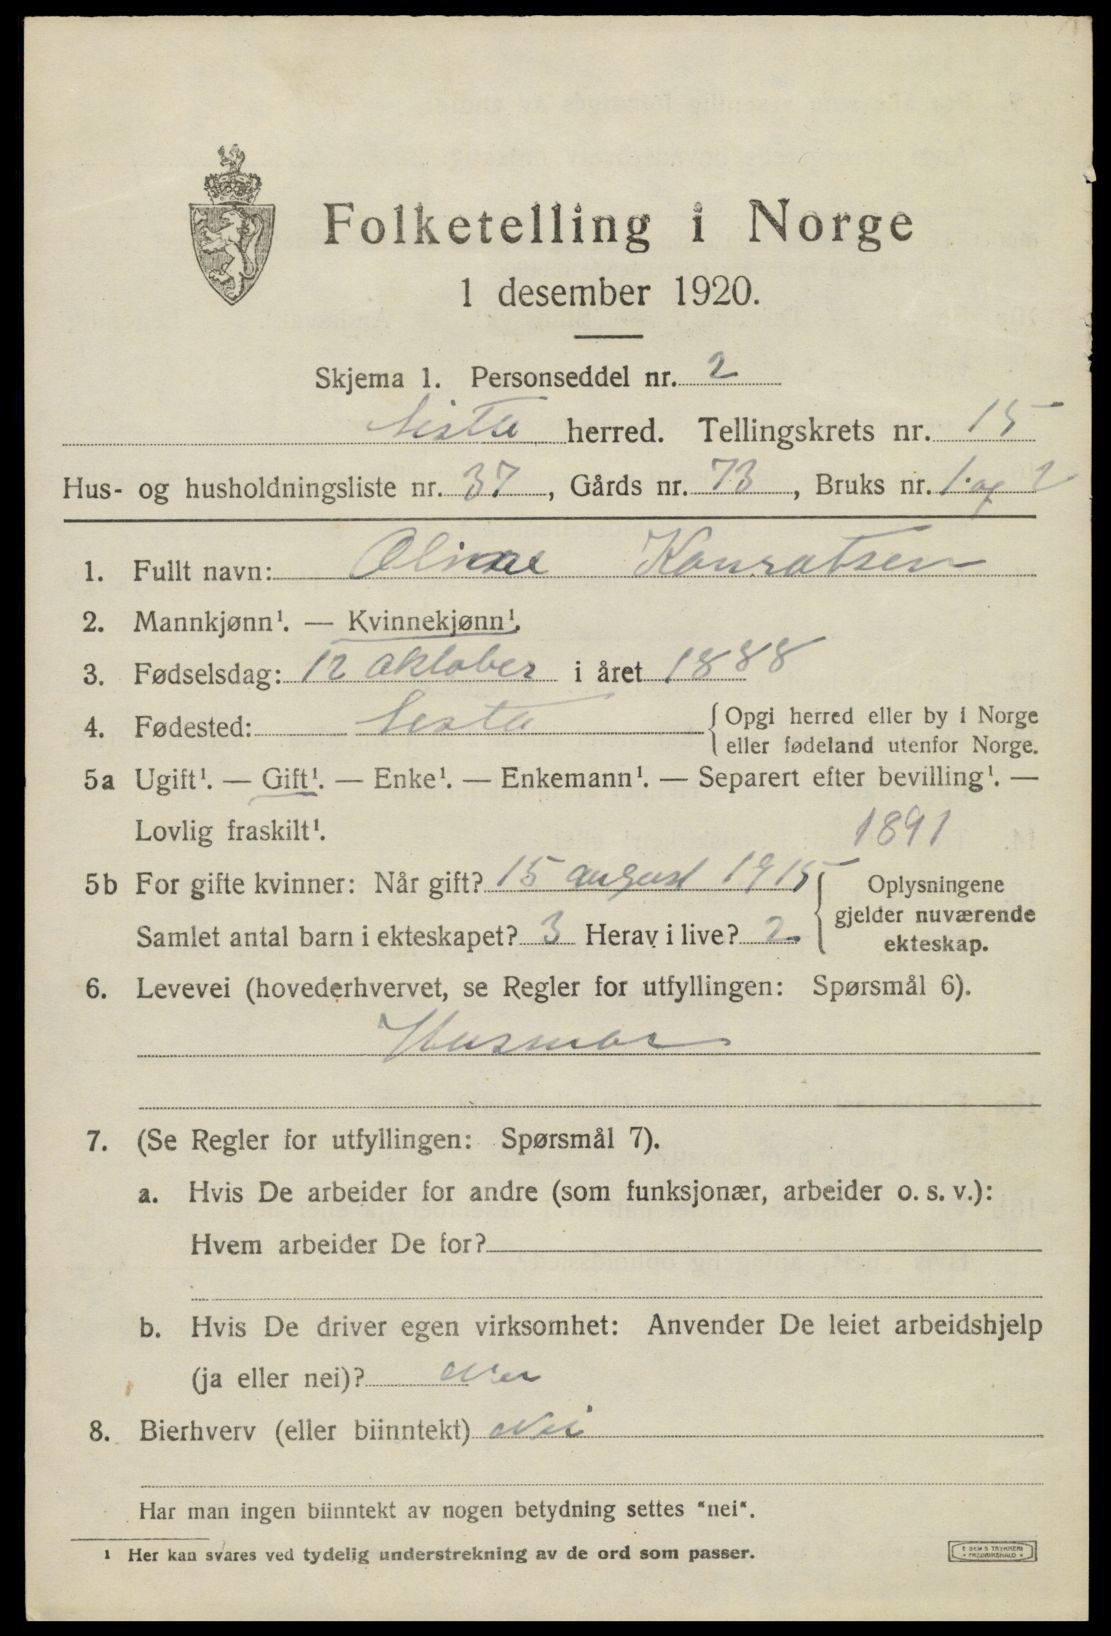 Folketelling i Norge
1 desember 1920.
Skjema 1. Personseddel nr. 2
Lista herred. Tellingskrets nr. 15
Hus- og husholdningsliste nr. 37, Gårds nr. 73, Bruks nr. 1 og 2
1. Fullt navn: Konratsen
2. Mannkjønn¹. — Kvinnekjønn¹.
3. Fødselsdag: 12 oktober i året 1888
4. Fødested: Lista {Opgi herred eller by i Norge
eller fødeland utenfor Norge.
5a Ugift¹. — Gift¹. — Enke¹. — Enkemann¹. — Separert efter bevilling¹. —
Lovlig fraskilt¹. 1891
5b For gifte kvinner: Når gift? 15 august 1915 { Oplysningene
gjelder nuværende
Samlet antal barn i ekteskapet? 3 Herav i live? 2
ekteskap.
6. Levevei (hovederhvervet, se Regler for utfyllingen: Spørsmål 6).
Husmor
7. (Se Regler for utfyllingen: Spørsmål 7).
a. Hvis De arbeider for andre (som funksjonær, arbeider o. s. v.):
Hvem arbeider De for?
b. Hvis De driver egen virksomhet: Anvender De leiet arbeidshjelp
(ja eller nei)? Nei
8. Bierhverv (eller biinntekt) Nei
Har man ingen biinntekt av nogen betydning settes "nei".
¹ Her kan svares ved tydelig understrekning av de ord som passer.